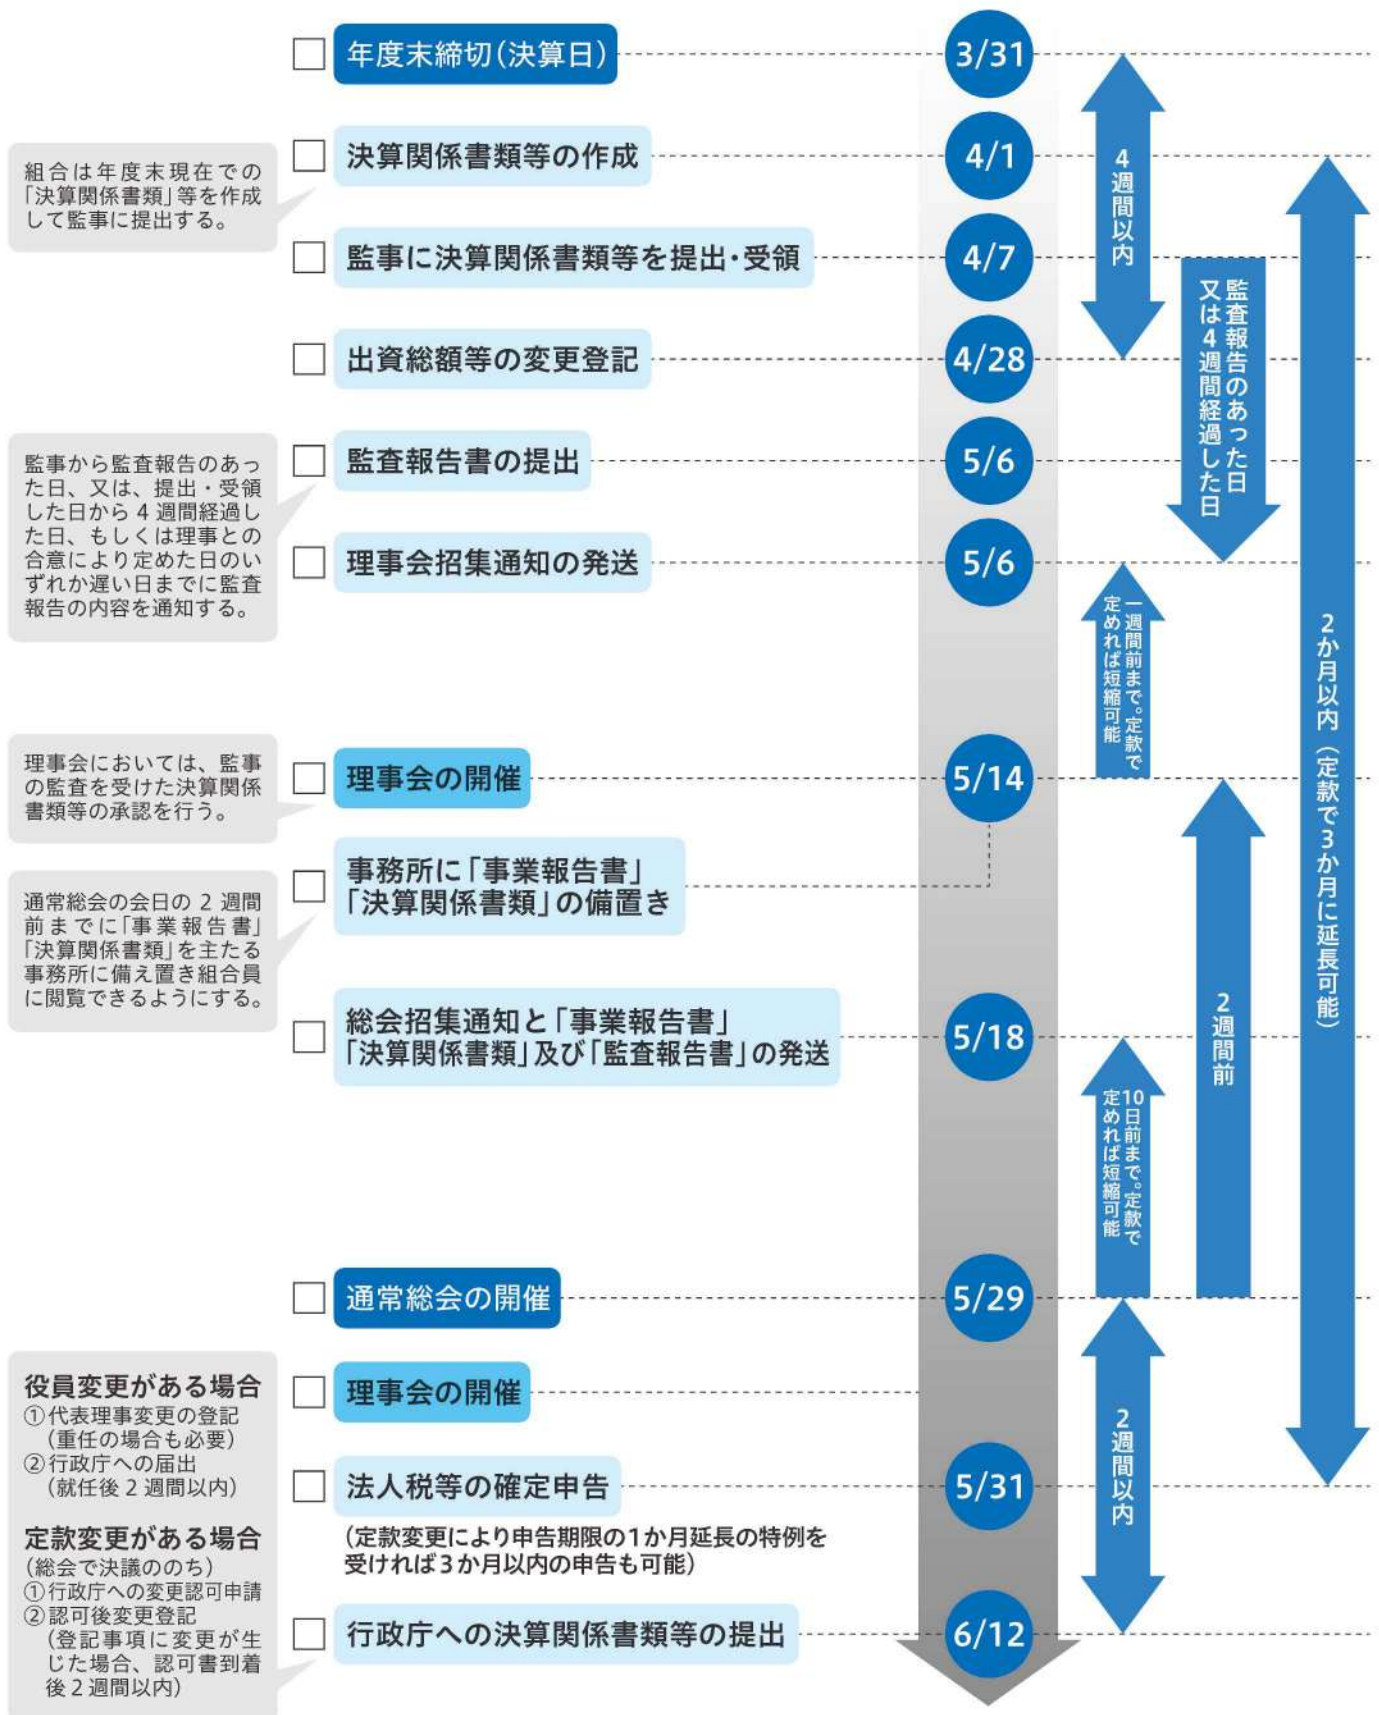 年度末締切(決算日)
3/31
決算関係書類等の作成
4/1
組合は年度末現在での
「決算関係書類」等を作成
して監事に提出する。
監事に決算関係書類等を提出・受領
4/7
4週間以内
出資総額等の変更登記
4/28
監査報告のあった日
又は4週間経過した日
監査報告書の提出
5/6
監事から監査報告のあっ
た日、又は、提出・受領
した日から 4 週間経過し
た日、もしくは理事との
合意により定めた日のい
ずれか遅い日までに監査
報告の内容を通知する。
理事会招集通知の発送
5/6
一週間前まで。定款で
定めれば短縮可能
2か月以内(定款で3か月に延長可能)
理事会の開催
5/14
理事会においては、監事
の監査を受けた決算関係
書類等の承認を行う。
事務所に「事業報告書」
「決算関係書類」の備置き
通常総会の会日の 2 週間
前までに「事業報告書」
「決算関係書類」を主たる
事務所に備え置き組合員
に閲覧できるようにする。
総会招集通知と「事業報告書」
「決算関係書類」及び「監査報告書」の発送
5/18
2週間前
10日前まで。定款で
定めれば短縮可能
通常総会の開催
5/29
理事会の開催
2週間以内
役員変更がある場合
①代表理事変更の登記
(重任の場合も必要)
②行政庁への届出
(就任後 2 週間以内)
法人税等の確定申告
5/31
(定款変更により申告期限の1か月延長の特例を
受ければ3か月以内の申告も可能)
定款変更がある場合
(総会で決議ののち)
①行政庁への変更認可申請
②認可後変更登記
(登記事項に変更が生
じた場合、認可書到着
後 2 週間以内)
行政庁への決算関係書類等の提出
6/12